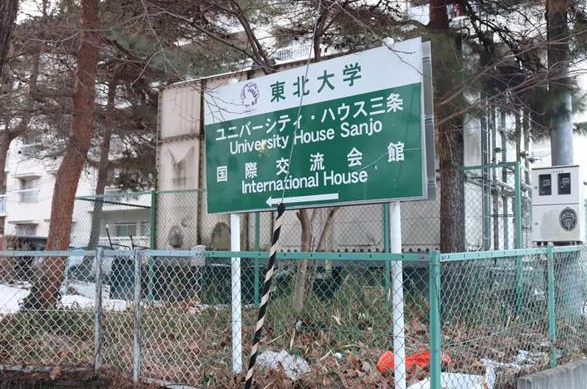 東北大学
ユニバーシティ・ハウス三条
University House Sanjo
国際交流会館
International House